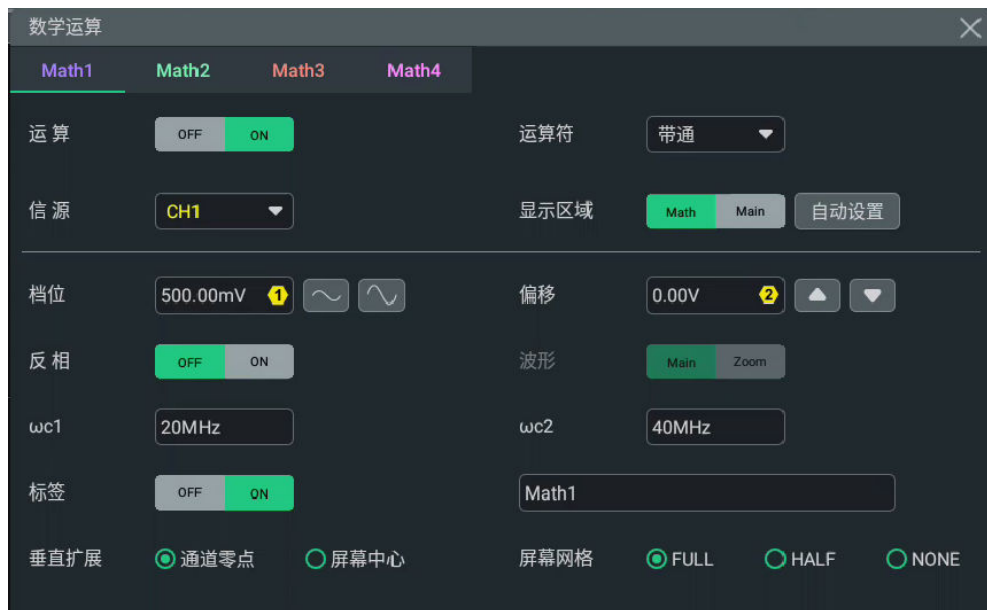 数学运算
Math1 Math2 Math3 Math4
运算 OFF ON 运算符 带通
信源 CH1 显示区域 Math Main 自动设置
档位 500.00mV 1 偏移 0.00V 2
反相 OFF ON 波形 Main Zoom
ωc1 20MHz ωc2 40MHz
标签 OFF ON Math1
垂直扩展 通道零点 屏幕中心 屏幕网格 FULL HALF NONE